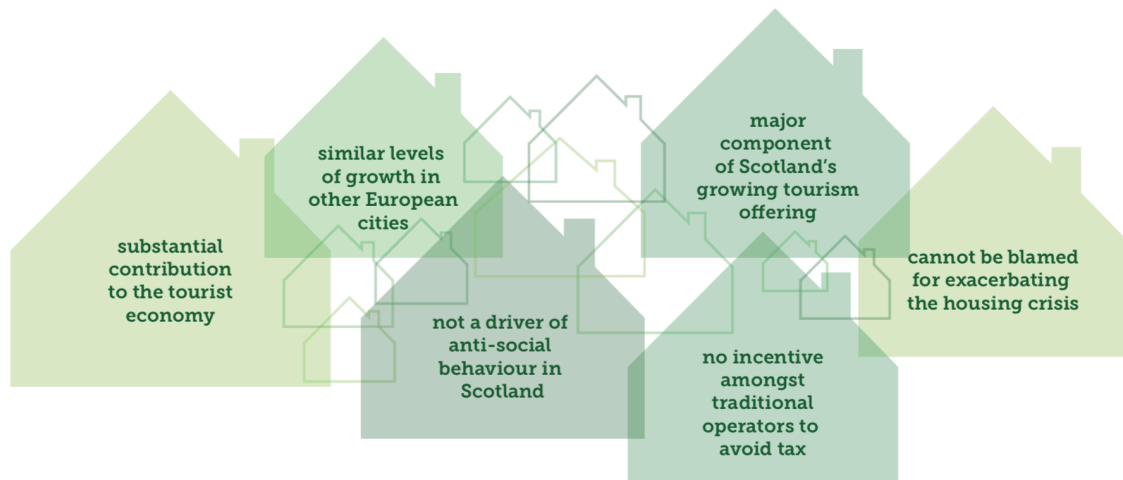 substantial
contribution
to the tourist
economy
similar levels
of growth in
other European
cities
not a driver of
anti-social
behaviour in
Scotland
major
component
of Scotland's
growing tourism
offering
no incentive
amongst
traditional
operators to
avoid tax
cannot be blamed
for exacerbating
the housing crisis